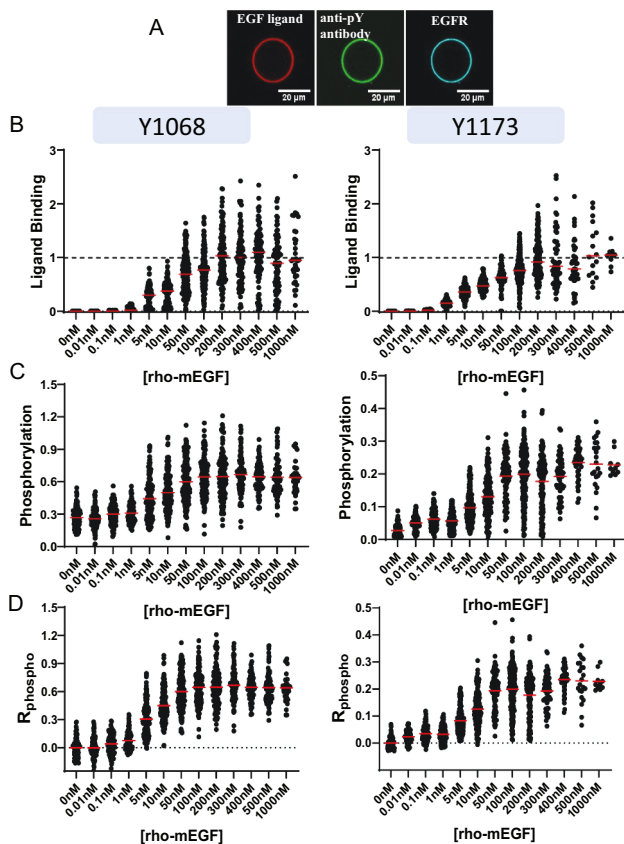 A
EGF ligand
anti-pY
antibody
EGFR
20 μm
20 μm
20 μm
B
Y1068
Y1173
Ligand Binding
3
2
1
0
0nM
0.01nM
0.1nM
1nM
5nM
10nM
50nM
100nM
200nM
300nM
400nM
500nM
1000nM
[rho-mEGF]
Ligand Binding
3
2
1
0
0nM
0.01nM
0.1nM
1nM
5nM
10nM
50nM
100nM
200nM
300nM
400nM
500nM
1000nM
[rho-mEGF]
C
Phosphorylation
1.5
1.2
0.9
0.6
0.3
0.0
0nM
0.01nM
0.1nM
1nM
5nM
10nM
50nM
100nM
200nM
300nM
400nM
500nM
1000nM
[rho-mEGF]
Phosphorylation
0.5
0.4
0.3
0.2
0.1
0.0
0nM
0.01nM
0.1nM
1nM
5nM
10nM
50nM
100nM
200nM
300nM
400nM
500nM
1000nM
[rho-mEGF]
D
Rphospho
1.5
1.2
0.6
0.0
0nM
0.01nM
0.1nM
1nM
5nM
10nM
50nM
100nM
200nM
300nM
400nM
500nM
1000nM
[rho-mEGF]
Rphospho
0.5
0.4
0.3
0.2
0.1
0.0
0nM
0.01nM
0.1nM
1nM
5nM
10nM
50nM
100nM
200nM
300nM
400nM
500nM
1000nM
[rho-mEGF]